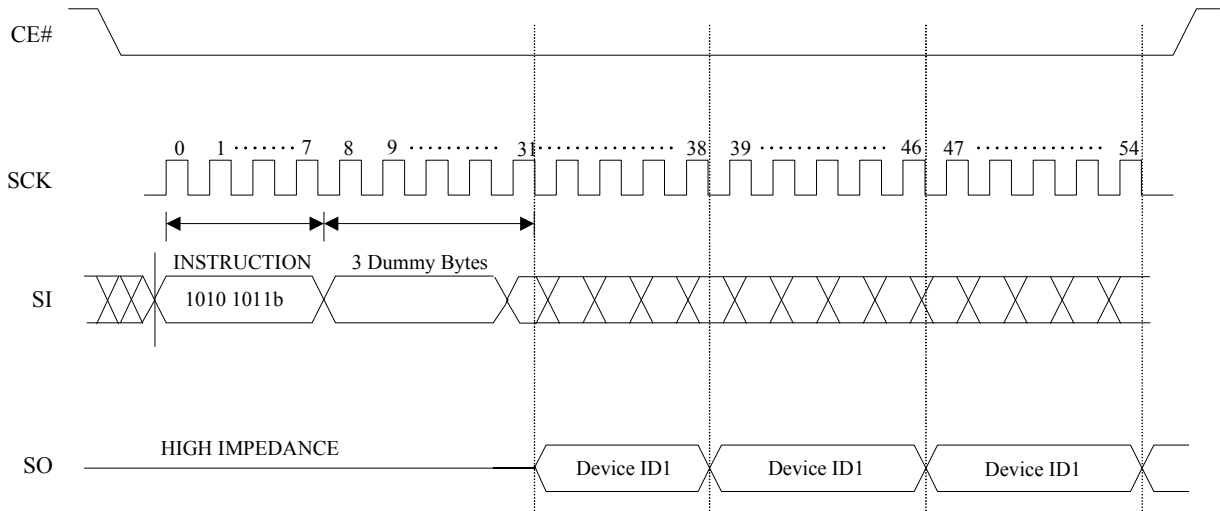 CE#
0 1 ······· 7 8 9 ··········· 31 ················ 38 39 ·············· 46 47 ·············· 54
SCK
INSTRUCTION 3 Dummy Bytes
SI 1010 1011b
HIGH IMPEDANCE
SO Device ID1 Device ID1 Device ID1